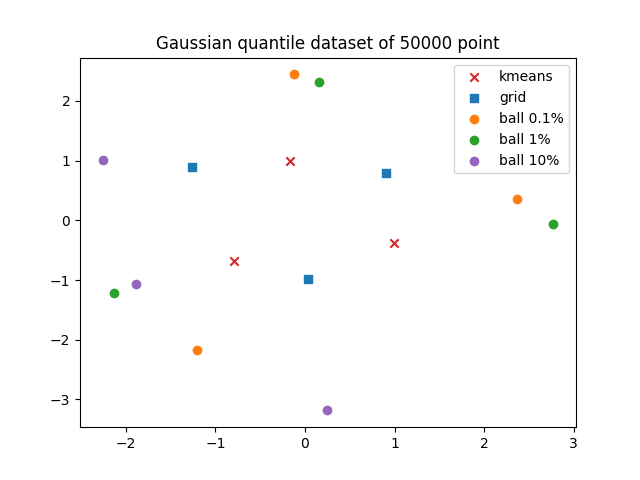 Gaussian quantile dataset of 50000 point
kmeans
grid
ball 0.1%
ball 1%
ball 10%
2
1
0
−1
−2
−3
−2 −1 0 1 2 3